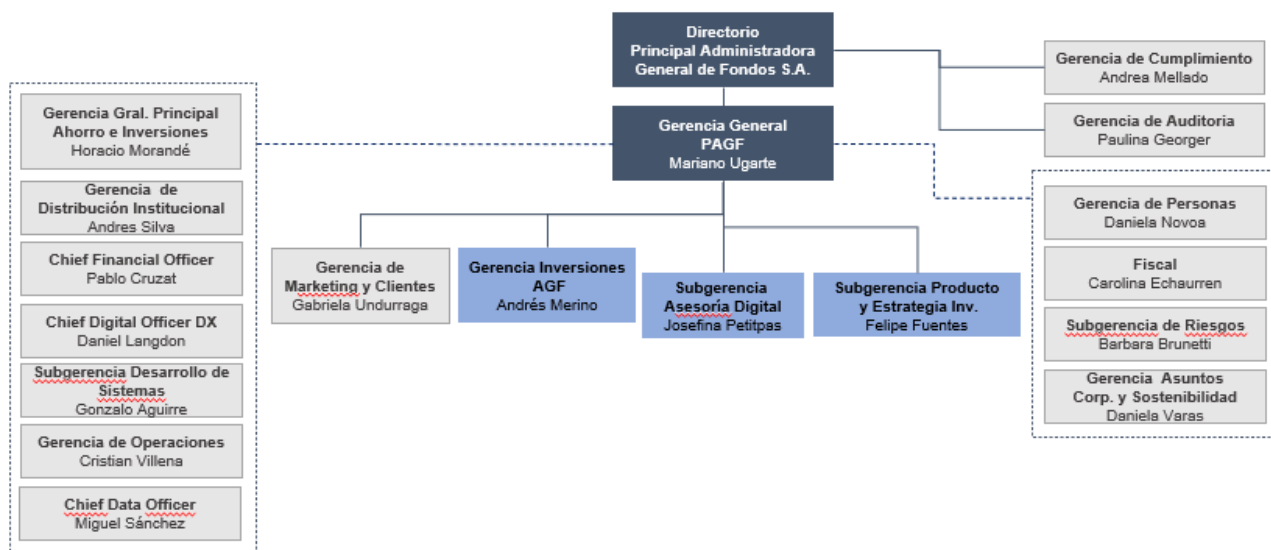 Directorio
Principal Administradora
General de Fondos S.A.
Gerencia General
PAGF
Mariano Ugarte
Gerencia de Cumplimiento
Andrea Mellado
Gerencia de Auditoria
Paulina Georger
Gerencia Gral. Principal
Ahorro e Inversiones
Horacio Morandé
Gerencia de
Distribución Institucional
Andres Silva
Chief Financial Officer
Pablo Cruzat
Chief Digital Officer DX
Daniel Langdon
Subgerencia Desarrollo de
Sistemas
Gonzalo Aguirre
Gerencia de Operaciones
Cristian Villena
Chief Data Officer
Miguel Sánchez
Gerencia de
Marketing y Clientes
Gabriela Undurraga
Gerencia Inversiones
AGF
Andrés Merino
Subgerencia
Asesoría Digital
Josefina Petitpas
Subgerencia Producto
y Estrategia Inv.
Felipe Fuentes
Gerencia de Personas
Daniela Novoa
Fiscal
Carolina Echaurren
Subgerencia de Riesgos
Barbara Brunetti
Gerencia Asuntos
Corp. y Sostenibilidad
Daniela Varas